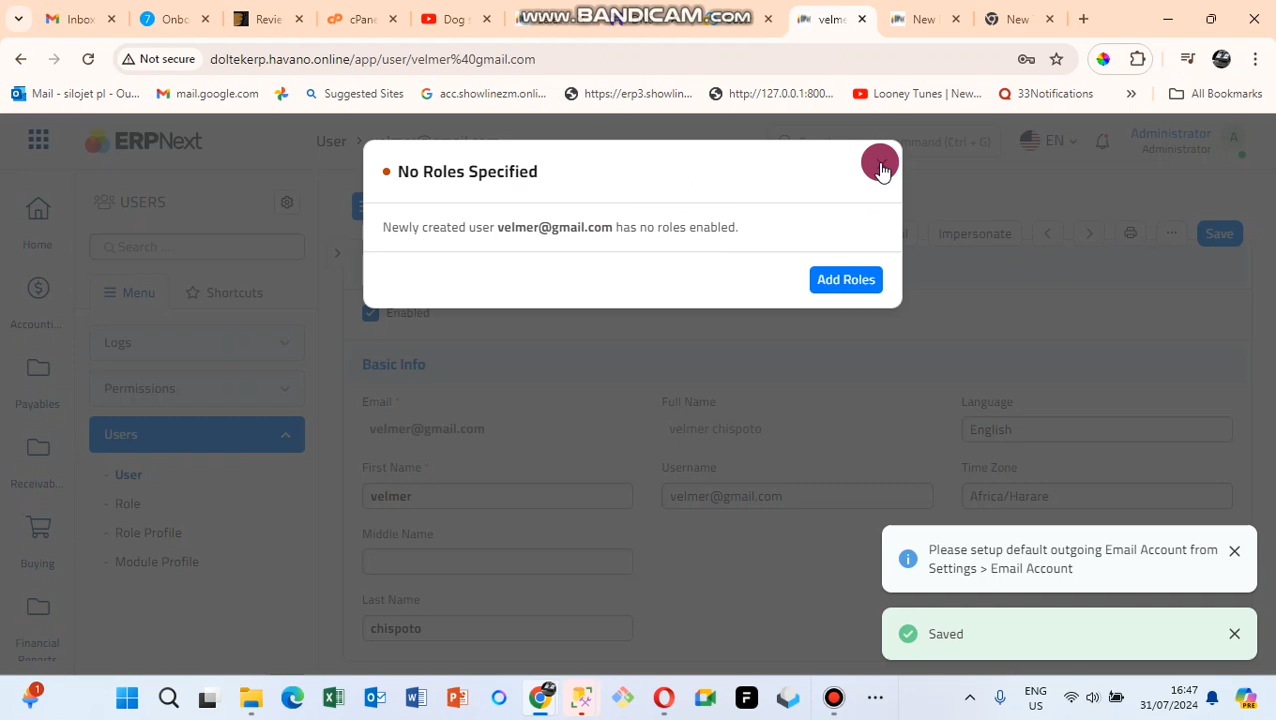 Inbox
7
Onbo
Revie
cPane
Dog s
www.BANDICAM.com
velme
New
New
Not secure
doltekerp.havano.online/app/user/velmer%40gmail.com
Mail - silojet pl - Ou...
mail.google.com
Suggested Sites
acc.showlinezm.onli...
https://erp3.showlin...
http://127.0.0.1:800...
Looney Tunes | New...
33Notifications
»
All Bookmarks
ERPNext
User
command (Ctrl + G)
EN
Administrator
Administrator
A
No Roles Specified
Newly created user velmer@gmail.com has no roles enabled.
Add Roles
Home
Accounti...
Payables
Receivab...
Buying
Financial
Reports
USERS
Search ...
Menu
Shortcuts
Logs
Permissions
Users
- User
- Role
- Role Profile
- Module Profile
Impersonate
...
Save
Enabled
Basic Info
Email *
velmer@gmail.com
Full Name
velmer chispoto
Language
English
First Name *
velmer
Username
velmer@gmail.com
Time Zone
Africa/Harare
Middle Name
Last Name
chispoto
Please setup default outgoing Email Account from
Settings > Email Account
Saved
1
ENG
US
16:47
31/07/2024
PRE